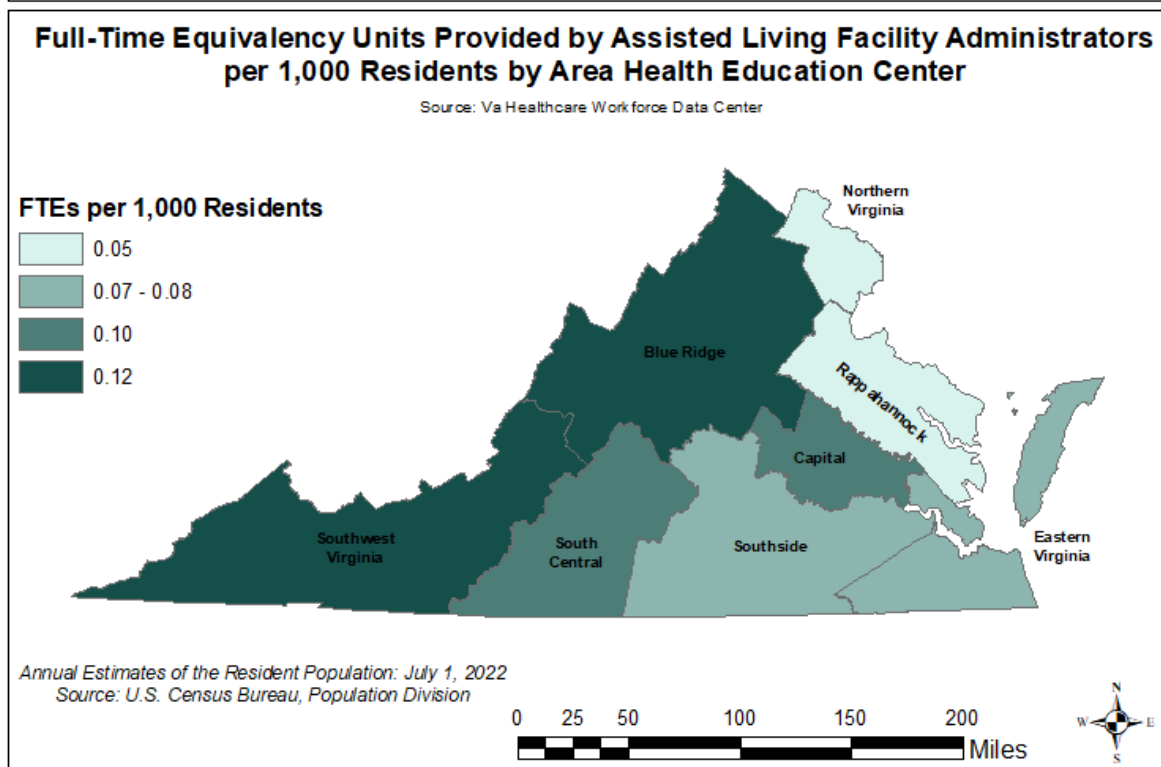 Full-Time Equivalency Units Provided by Assisted Living Facility Administrators
per 1,000 Residents by Area Health Education Center
Source: Va Healthcare Workforce Data Center
Northern
Virginia
FTEs per 1,000 Residents
0.05
0.07 - 0.08
0.10
0.12
Blue Ridge
Rappahannock
Capital
Southwest
Virginia
South
Central
Southside
Eastern
Virginia
Annual Estimates of the Resident Population: July 1, 2022
Source: U.S. Census Bureau, Population Division
0 25 50 100 150 200
Miles
N
W E
S